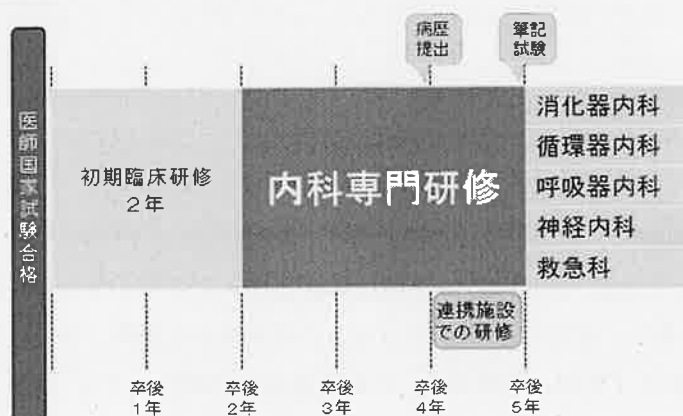 病歴
提出
筆記
試験
医師国家試験合格
初期臨床研修
2年
内科専門研修
消化器内科
循環器内科
呼吸器内科
神経内科
救急科
連携施設
での研修
卒後
1年
卒後
2年
卒後
3年
卒後
4年
卒後
5年